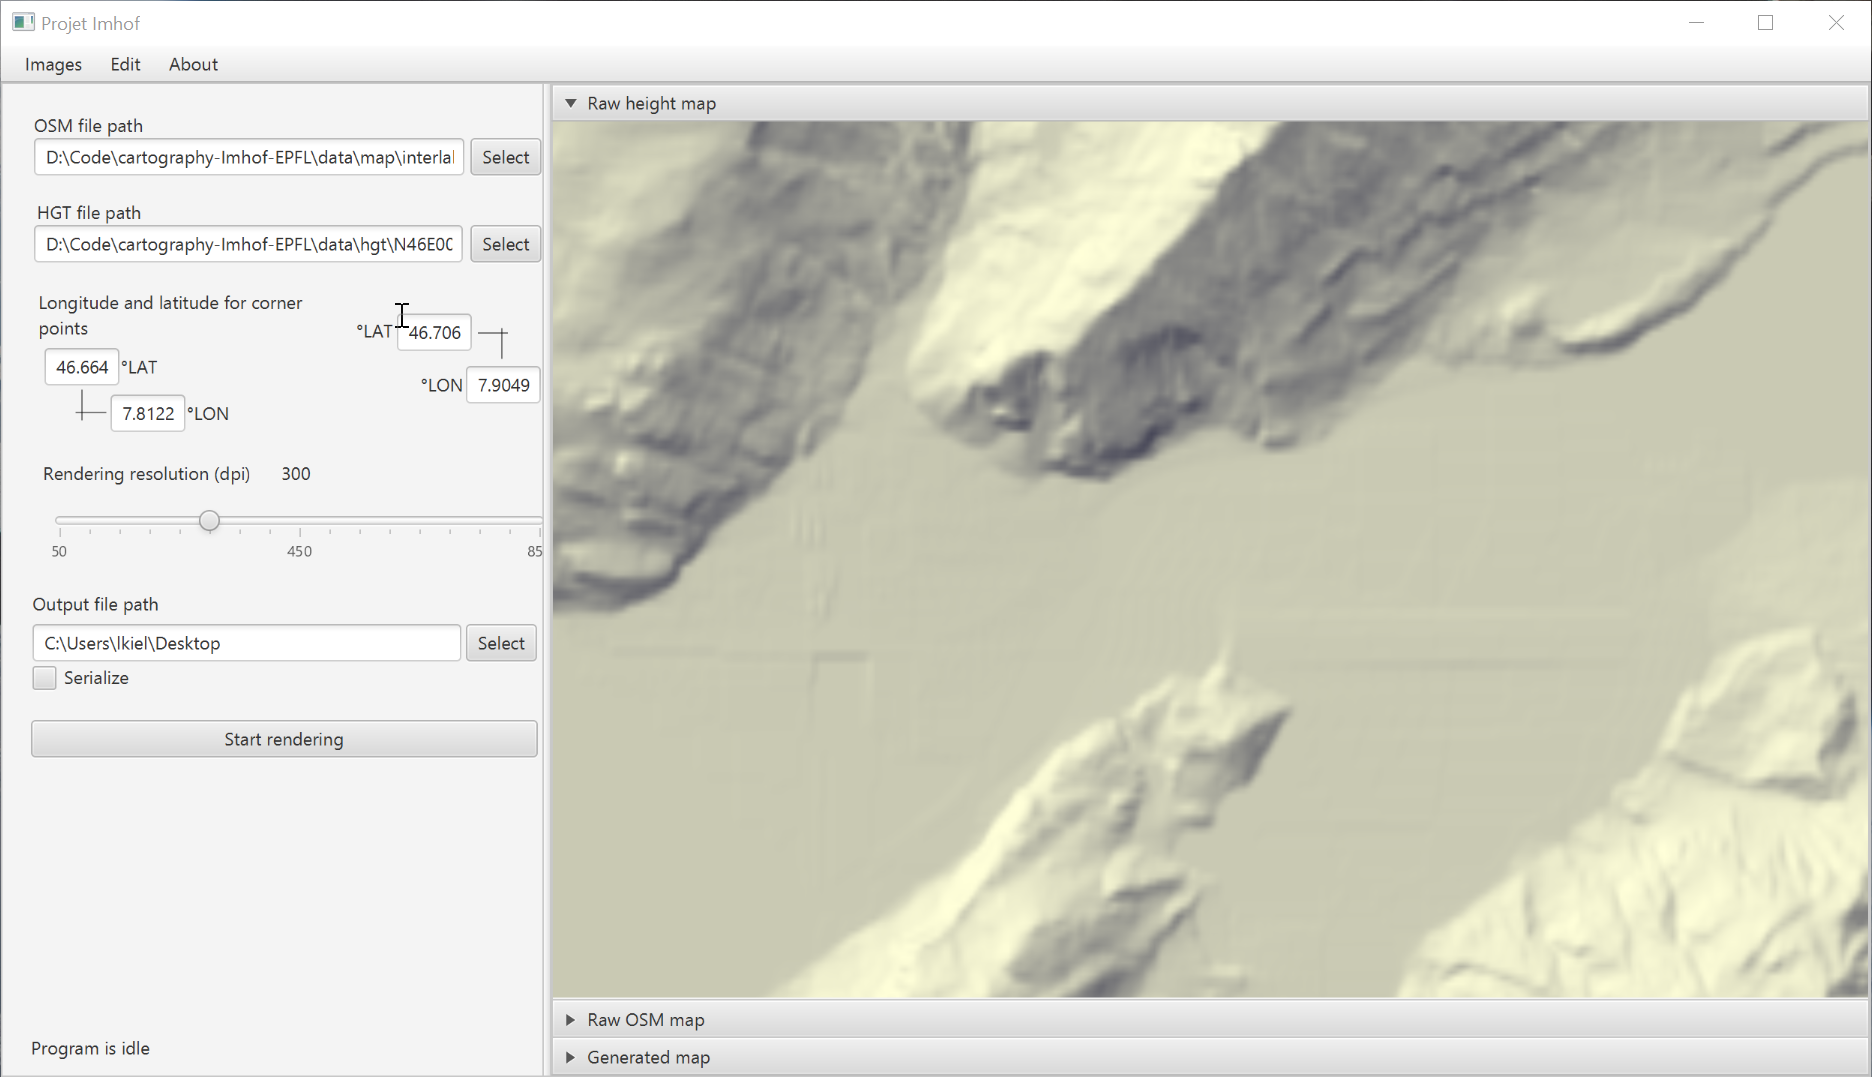 Projet Imhof
Images Edit About
OSM file path
D:\Code\cartography-Imhof-EPFL\data\map\interla
Select
HGT file path
D:\Code\cartography-Imhof-EPFL\data\hgt\N46E0
Select
Longitude and latitude for corner
points
°LAT 46.706
46.664 °LAT
°LON 7.9049
7.8122 °LON
Rendering resolution (dpi) 300
50 450 85
Output file path
C:\Users\lkiel\Desktop
Select
Serialize
Start rendering
Program is idle
Raw height map
Raw OSM map
Generated map